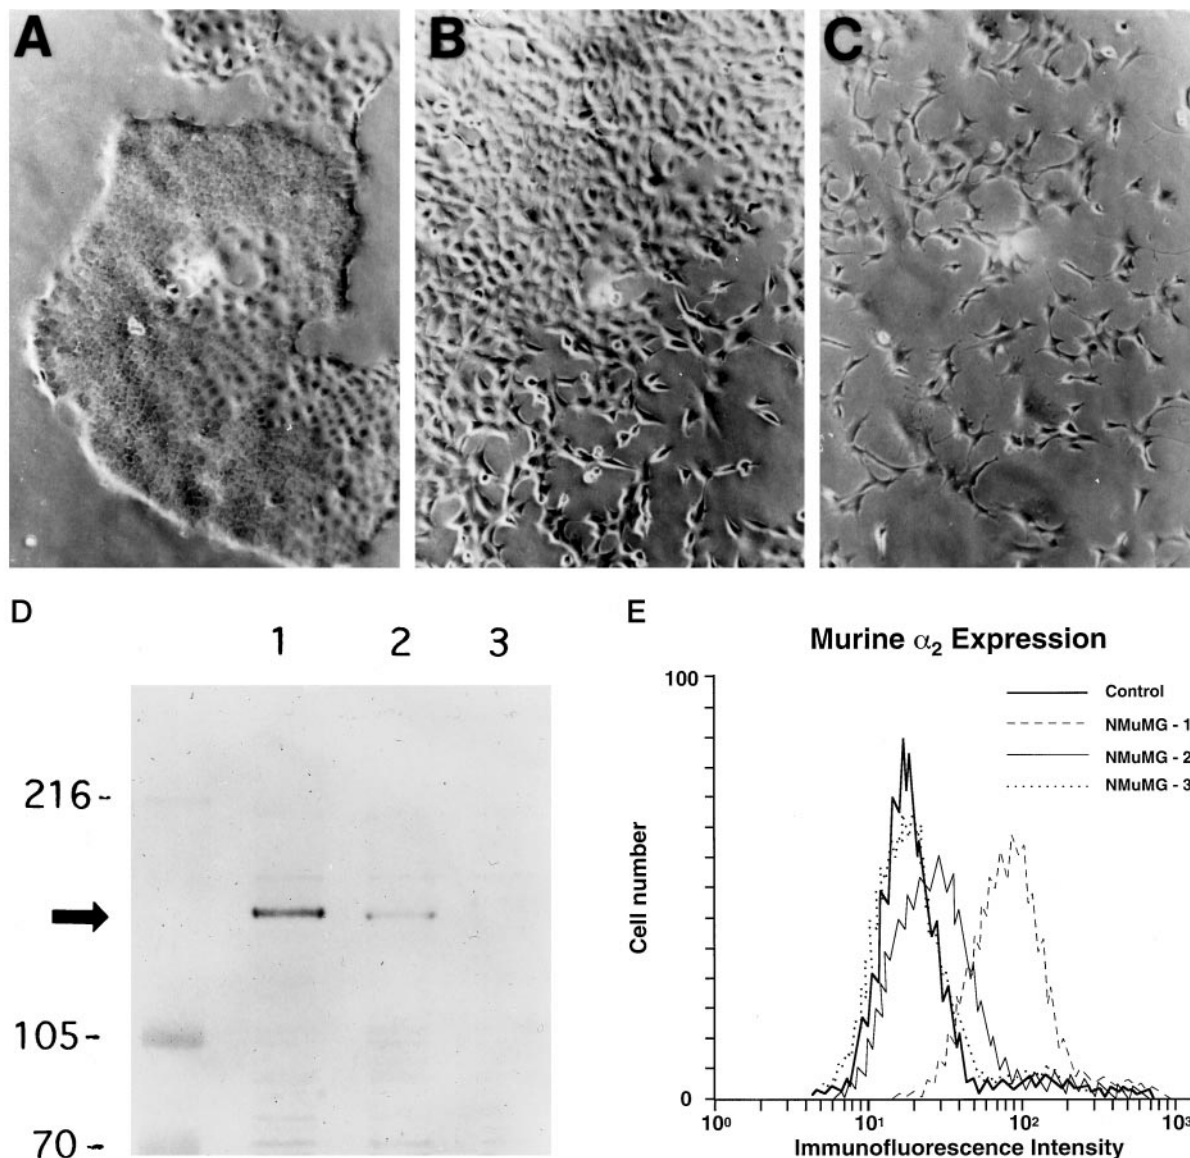 A B C
D
1 2 3
216-
105-
70-
E
Murine α₂ Expression
100
Control
NMuMG - 1
NMuMG - 2
NMuMG - 3
Cell number
0
10⁰ 10¹ 10² 10³
Immunofluorescence Intensity